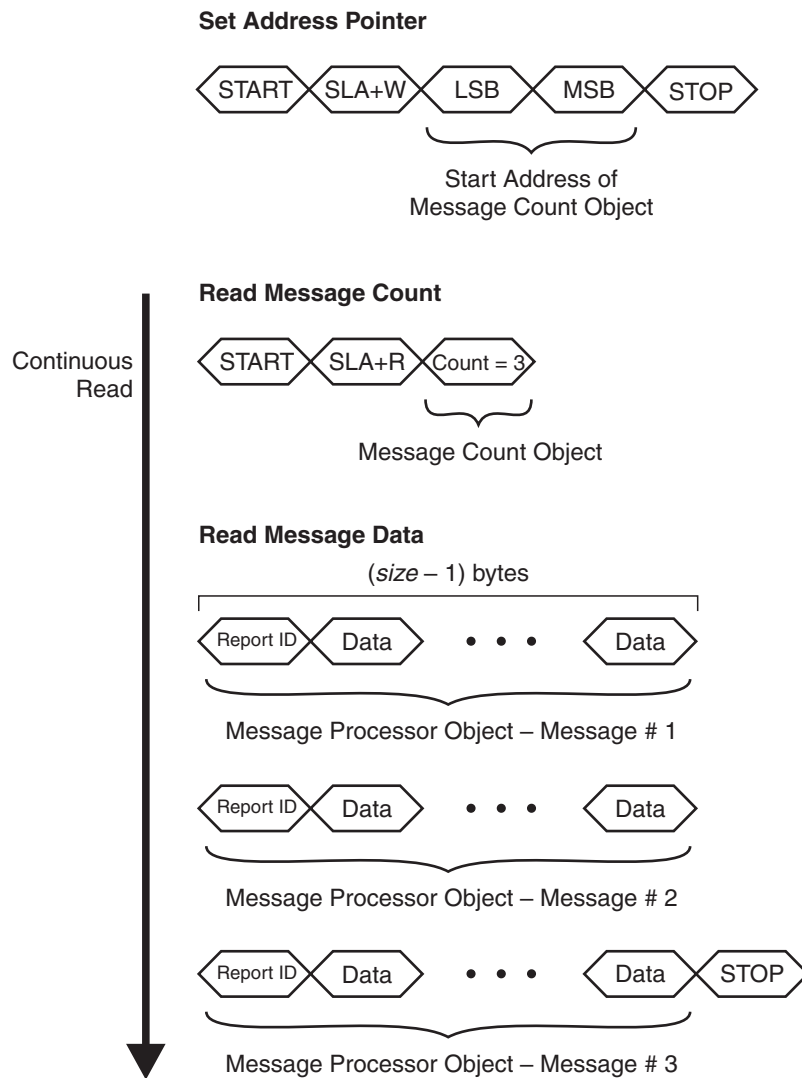 Set Address Pointer
START SLA+W LSB MSB STOP
Start Address of
Message Count Object
Read Message Count
Continuous
Read
START SLA+R Count = 3
Message Count Object
Read Message Data
(size – 1) bytes
Report ID Data • • • Data
Message Processor Object – Message # 1
Report ID Data • • • Data
Message Processor Object – Message # 2
Report ID Data • • • Data STOP
Message Processor Object – Message # 3